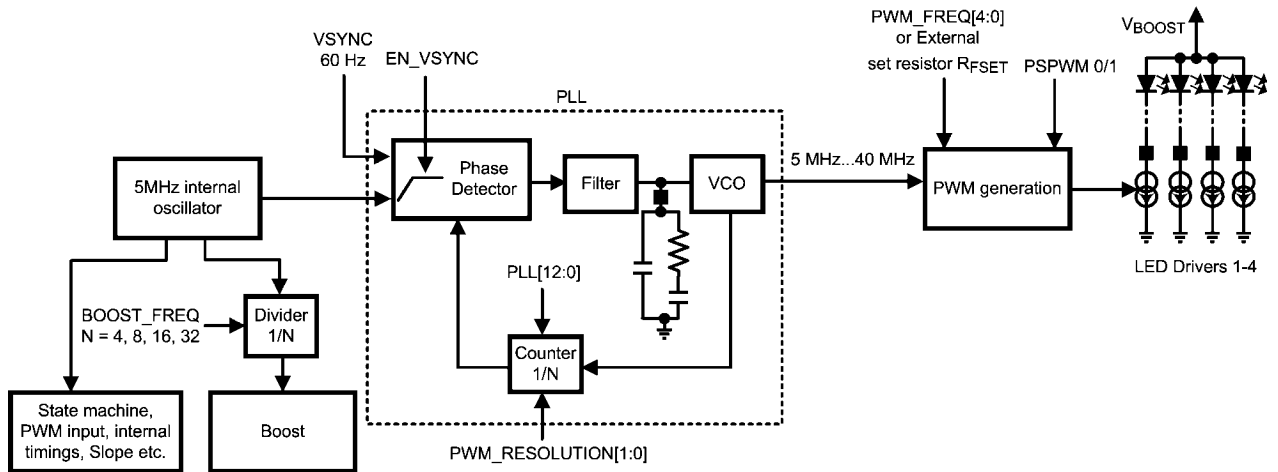 VSYNC
60 Hz
EN_VSYNC
PWM_FREQ[4:0]
or External
set resistor RFSET
PSPWM 0/1
VBOOST
PLL
5MHz internal
oscillator
Phase
Detector
Filter
VCO
5 MHz...40 MHz
PWM generation
LED Drivers 1-4
PLL[12:0]
BOOST_FREQ
N = 4, 8, 16, 32
Divider
1/N
Counter
1/N
State machine,
PWM input, internal
timings, Slope etc.
Boost
PWM_RESOLUTION[1:0]